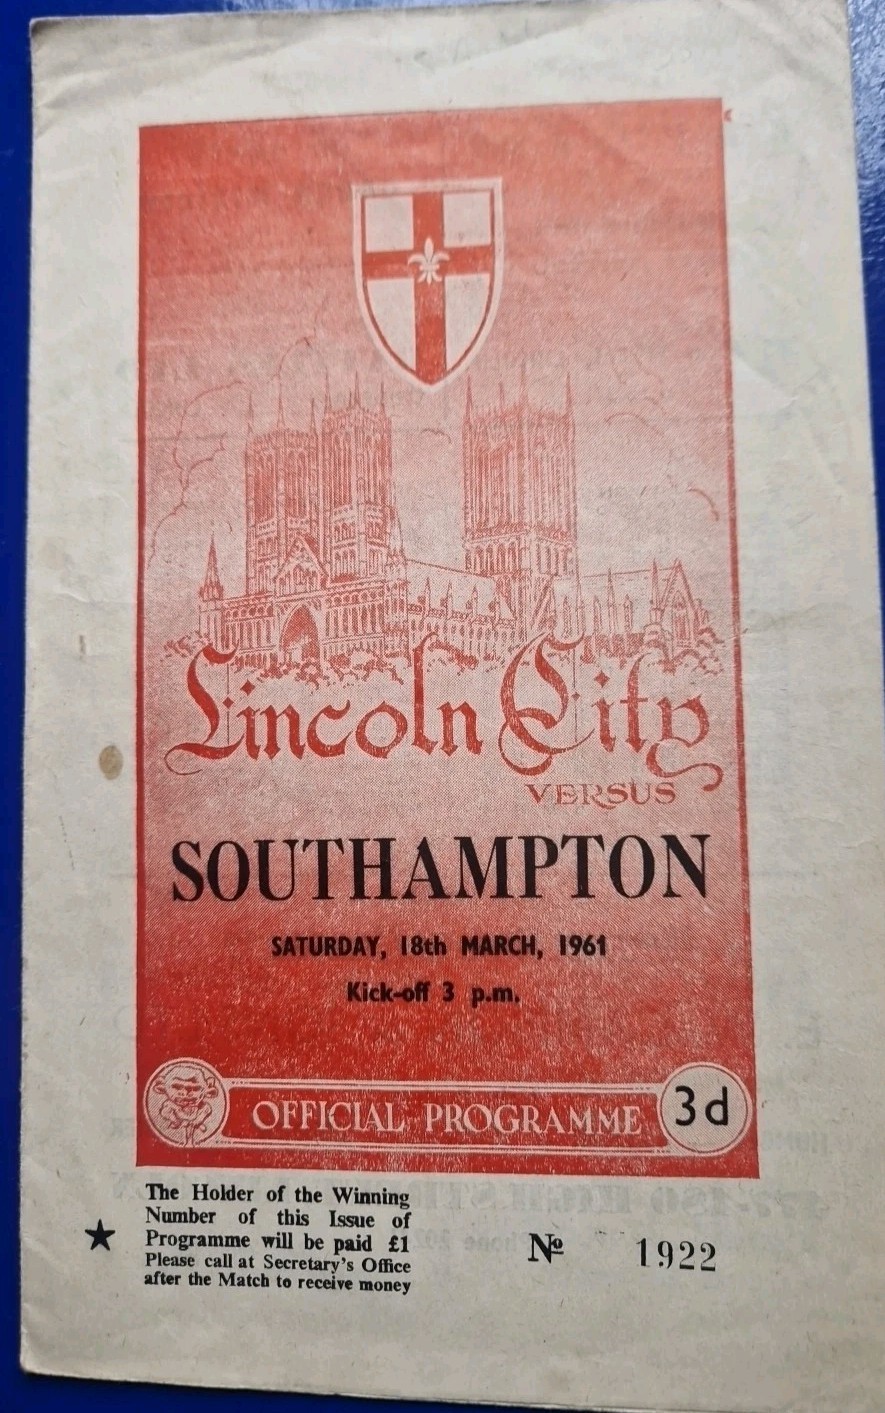 Lincoln City
VERSUS
SOUTHAMPTON
SATURDAY, 18th MARCH, 1961
Kick-off 3 p.m.
OFFICIAL PROGRAMME
3d
The Holder of the Winning
Number of this Issue of
Programme will be paid £1
Please call at Secretary's Office
after the Match to receive money
★
Nº 1922